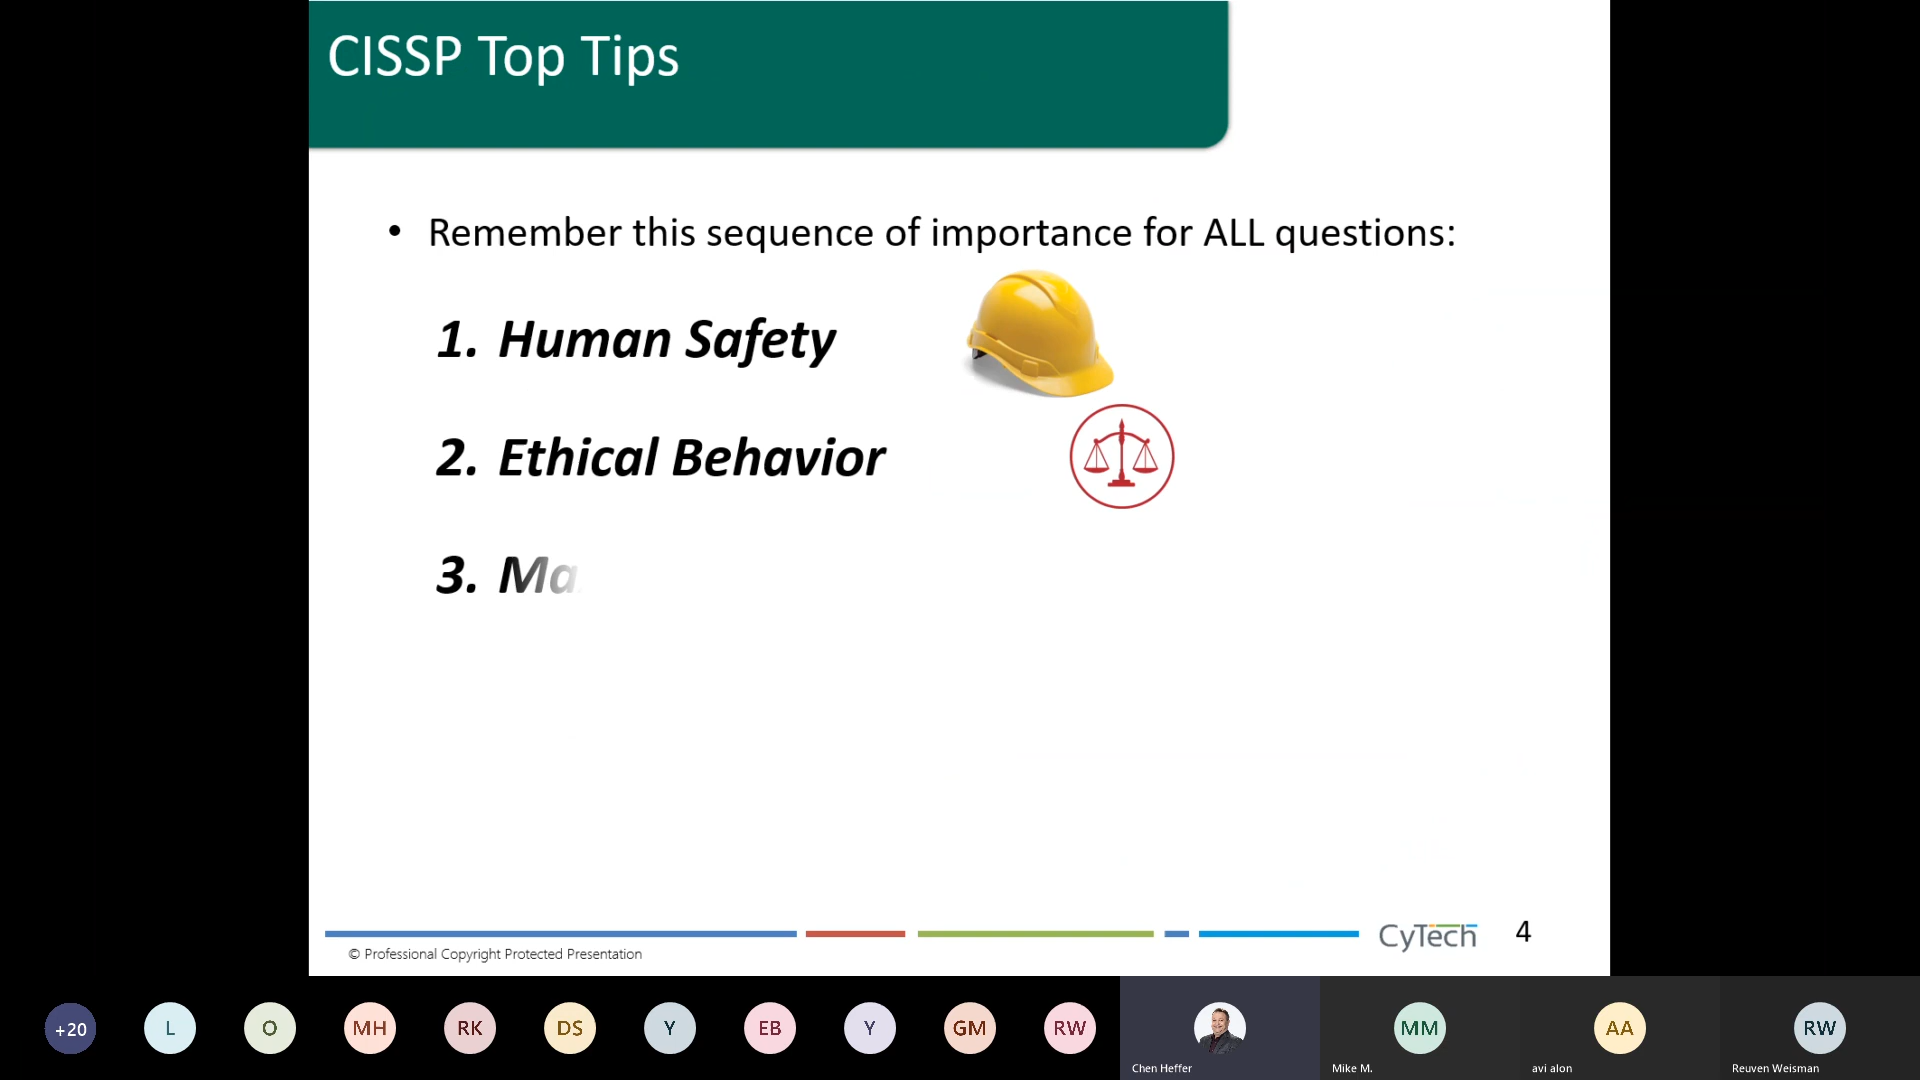 CISSP Top Tips
• Remember this sequence of importance for ALL questions:
1. Human Safety
2. Ethical Behavior
3. Ma
CyTech
4
© Professional Copyright Protected Presentation
+20
L
O
MH
RK
DS
Y
EB
Y
GM
RW
MM
AA
RW
Chen Heffer
Mike M.
avi alon
Reuven Weisman